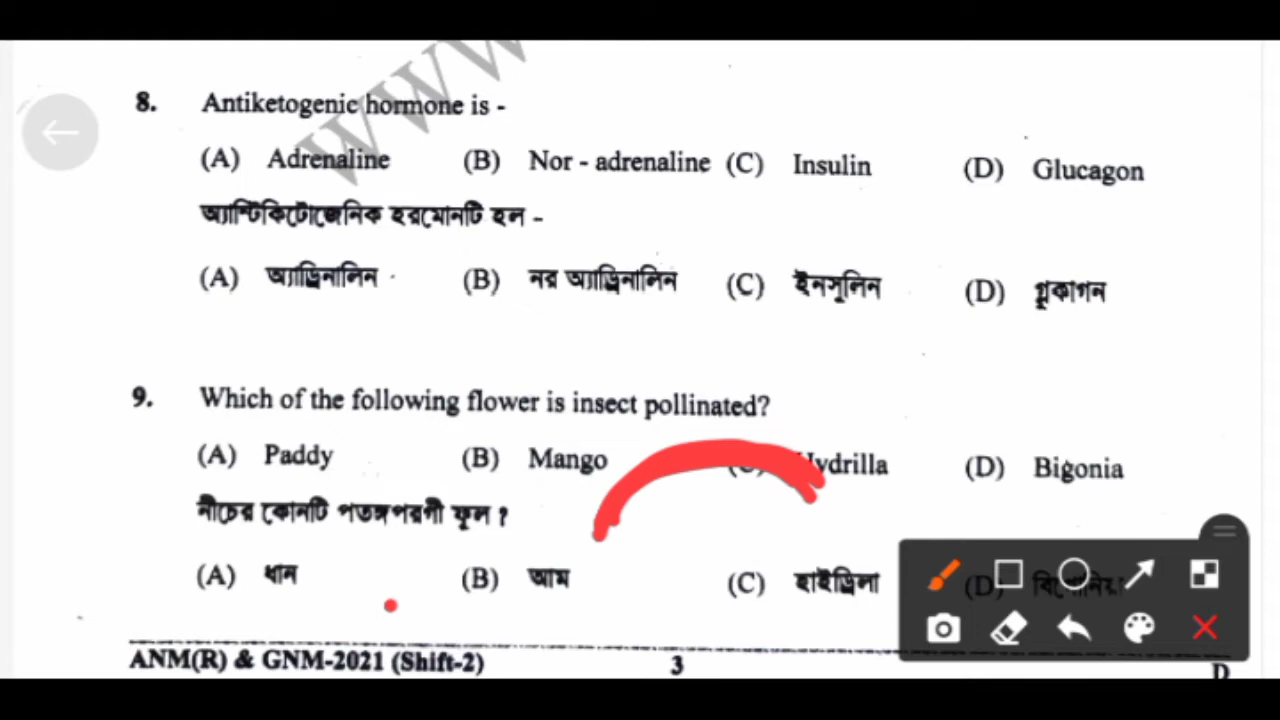 WWW
8. Antiketogenic hormone is -
(A) Adrenaline (B) Nor - adrenaline (C) Insulin (D) Glucagon
অ্যান্টিকিটোজেনিক হরমোনটি হল -
(A) অ্যাড্রিনালিন (B) নর অ্যাড্রিনালিন (C) ইনসুলিন (D) গ্লুকাগন
9. Which of the following flower is insect pollinated?
(A) Paddy (B) Mango (C) Hydrilla (D) Bigonia
নীচের কোনটি পতঙ্গপরাগী ফুল ?
(A) ধান (B) আম (C) হাইড্রিলা (D)
ANM(R) & GNM-2021 (Shift-2) 3 D